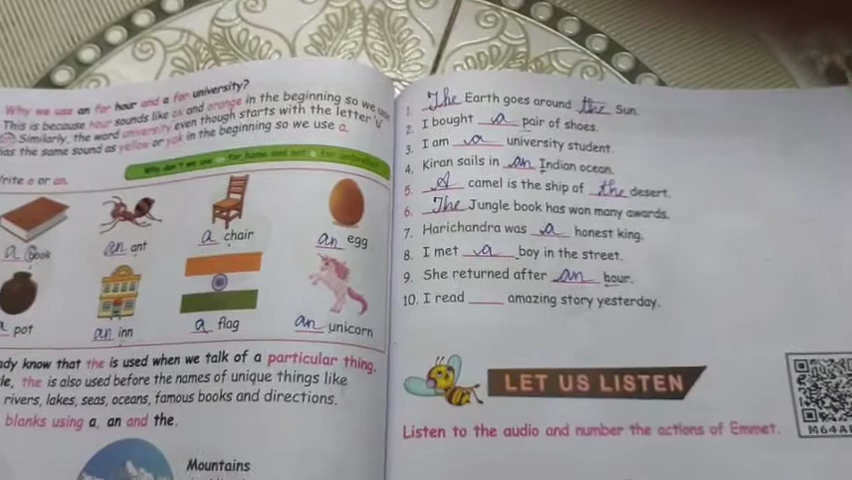 Why we use an for hour and a for university?
This is because hour sounds like ox and orange in the beginning so we use
Similarly, the word university even though starts with the letter 'u'
has the same sound as yellow or yak in the beginning so we use a.
Write a or an.
a book
an ant
a chair
an egg
a pot
an inn
a flag
an unicorn
know that the is used when we talk of a particular thing.
the is also used before the names of unique things like
rivers, lakes, seas, oceans, famous books and directions.
blanks using a, an and the.
Mountains
1. The Earth goes around the Sun.
2. I bought a pair of shoes.
3. I am a university student.
4. Kiran sails in an Indian ocean.
5. A camel is the ship of the desert.
6. The Jungle book has won many awards.
7. Harichandra was a honest king.
8. I met a boy in the street.
9. She returned after an hour.
10. I read ____ amazing story yesterday.
LET US LISTEN
Listen to the audio and number the actions of Emmet.